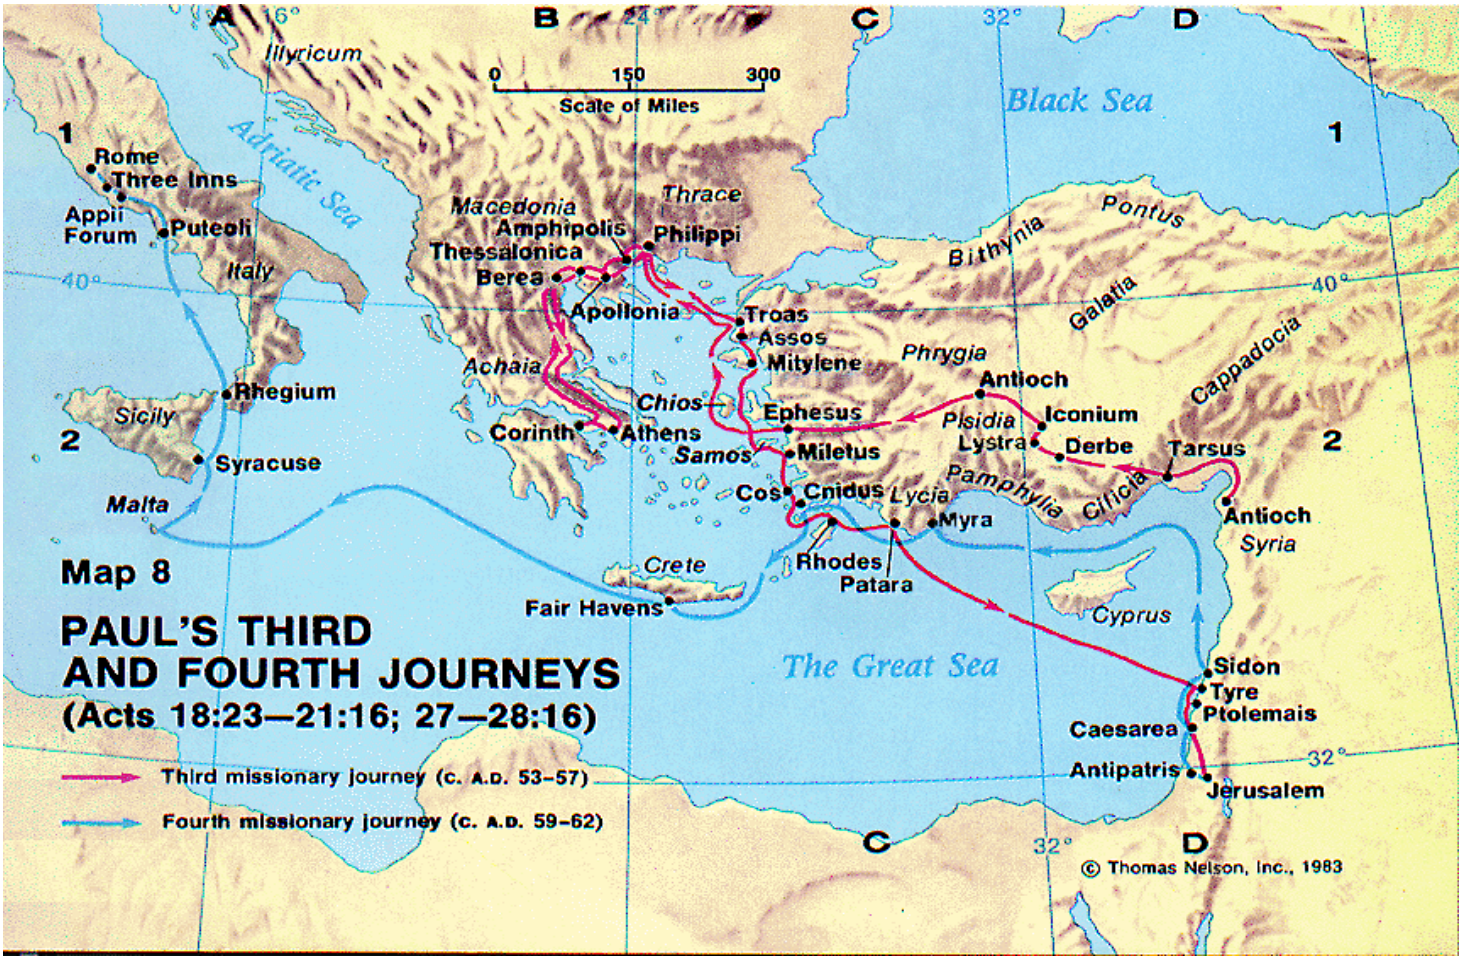 A
16°
B
24°
C
32°
D
Illyricum
0 150 300
Scale of Miles
Black Sea
1
1
Adriatic Sea
Rome
Three Inns
Appii
Forum
Puteoli
Italy
Macedonia
Thrace
Amphipolis
Philippi
Thessalonica
Berea
Apollonia
Bithynia
Pontus
Galatia
40°
40°
Troas
Assos
Mitylene
Phrygia
Cappadocia
Achaia
Antioch
Rhegium
Sicily
Chios
Ephesus
Pisidia
Iconium
2
2
Corinth
Athens
Lystra
Derbe
Tarsus
Syracuse
Samos
Miletus
Pamphylia
Cilicia
Malta
Cos
Cnidus
Lycia
Myra
Antioch
Syria
Rhodes
Patara
Crete
Fair Havens
Cyprus
Map 8
PAUL'S THIRD
AND FOURTH JOURNEYS
(Acts 18:23—21:16; 27—28:16)
The Great Sea
Sidon
Tyre
Ptolemais
Caesarea
Antipatris
Jerusalem
32°
Third missionary journey (C. A.D. 53-57)
Fourth missionary journey (C. A.D. 59-62)
C
32°
D
© Thomas Nelson, Inc., 1983